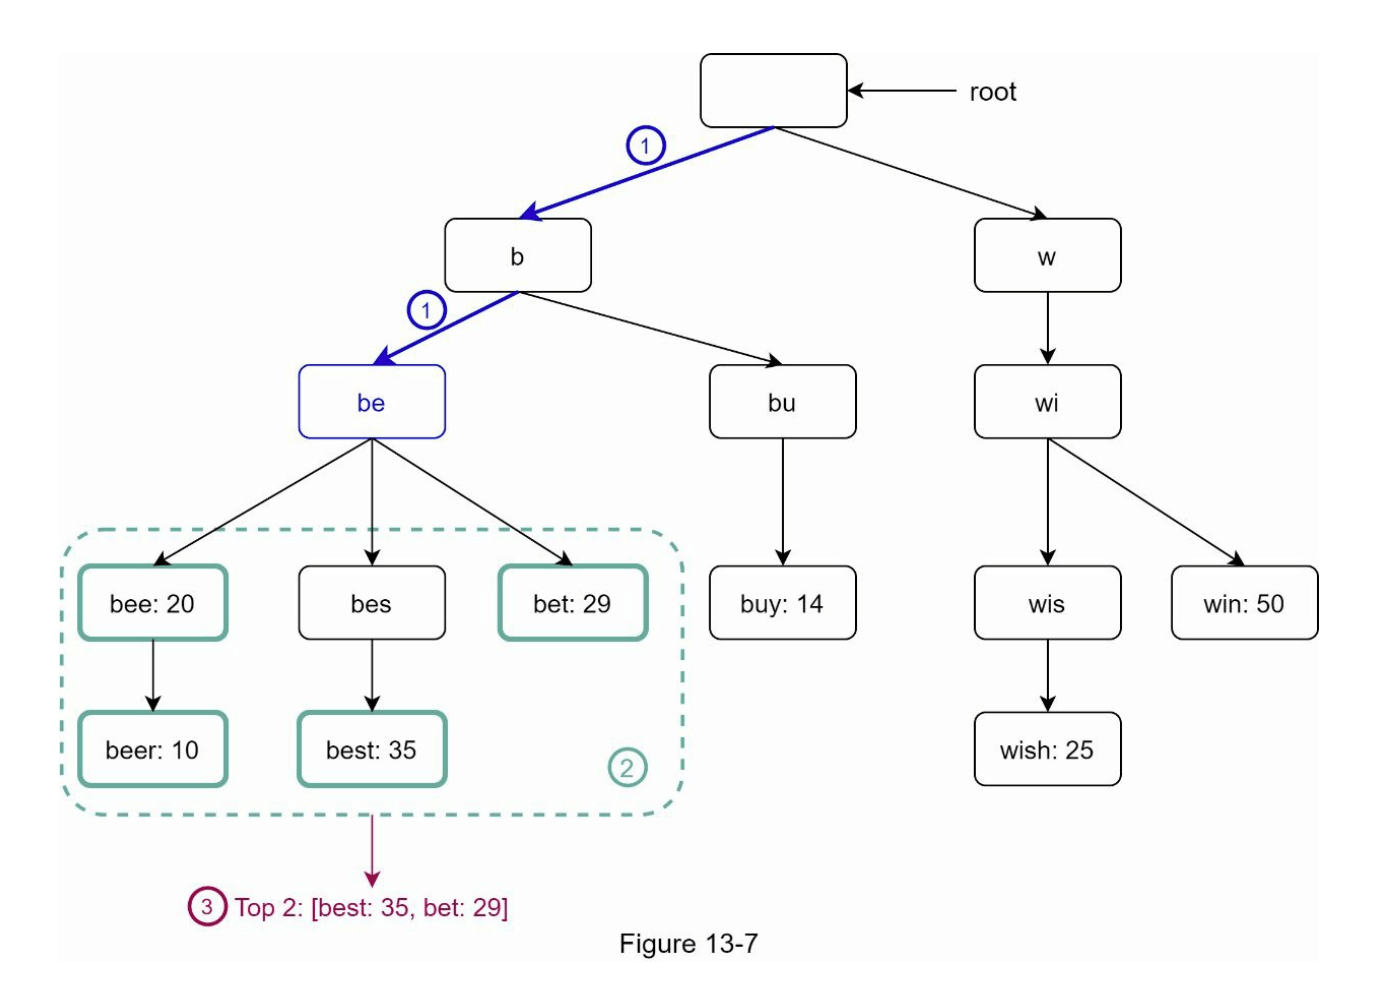 root
1
b
w
1
be
bu
wi
bee: 20
bes
bet: 29
buy: 14
wis
win: 50
beer: 10
best: 35
2
wish: 25
3 Top 2: [best: 35, bet: 29]
Figure 13-7